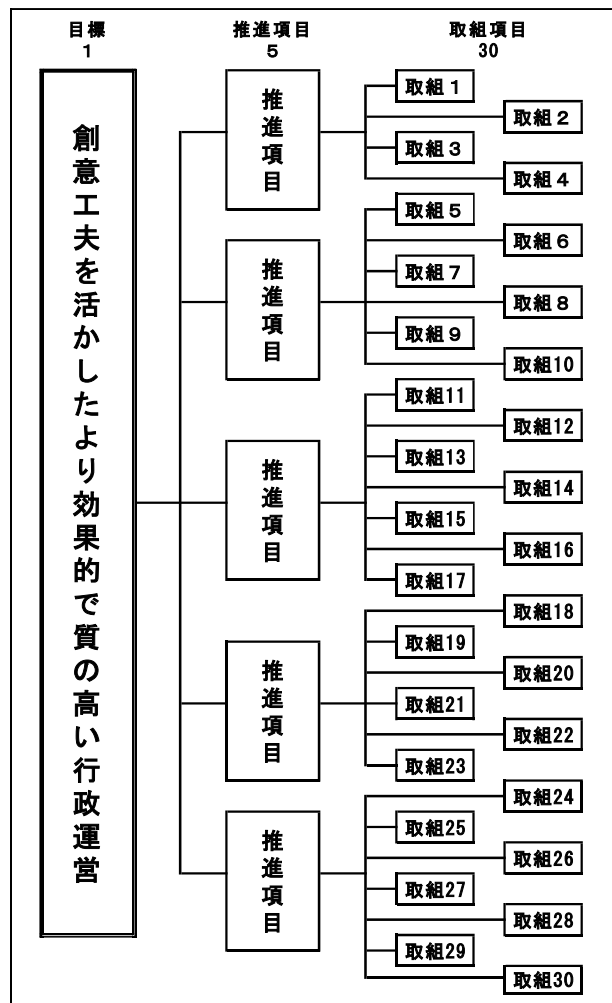 目標
1
推進項目
5
取組項目
30
創意工夫を活かしたより効果的で質の高い行政運営
推進項目
取組１
取組２
取組３
取組４
推進項目
取組５
取組６
取組７
取組８
取組９
取組10
推進項目
取組11
取組12
取組13
取組14
取組15
取組16
取組17
推進項目
取組18
取組19
取組20
取組21
取組22
取組23
推進項目
取組24
取組25
取組26
取組27
取組28
取組29
取組30